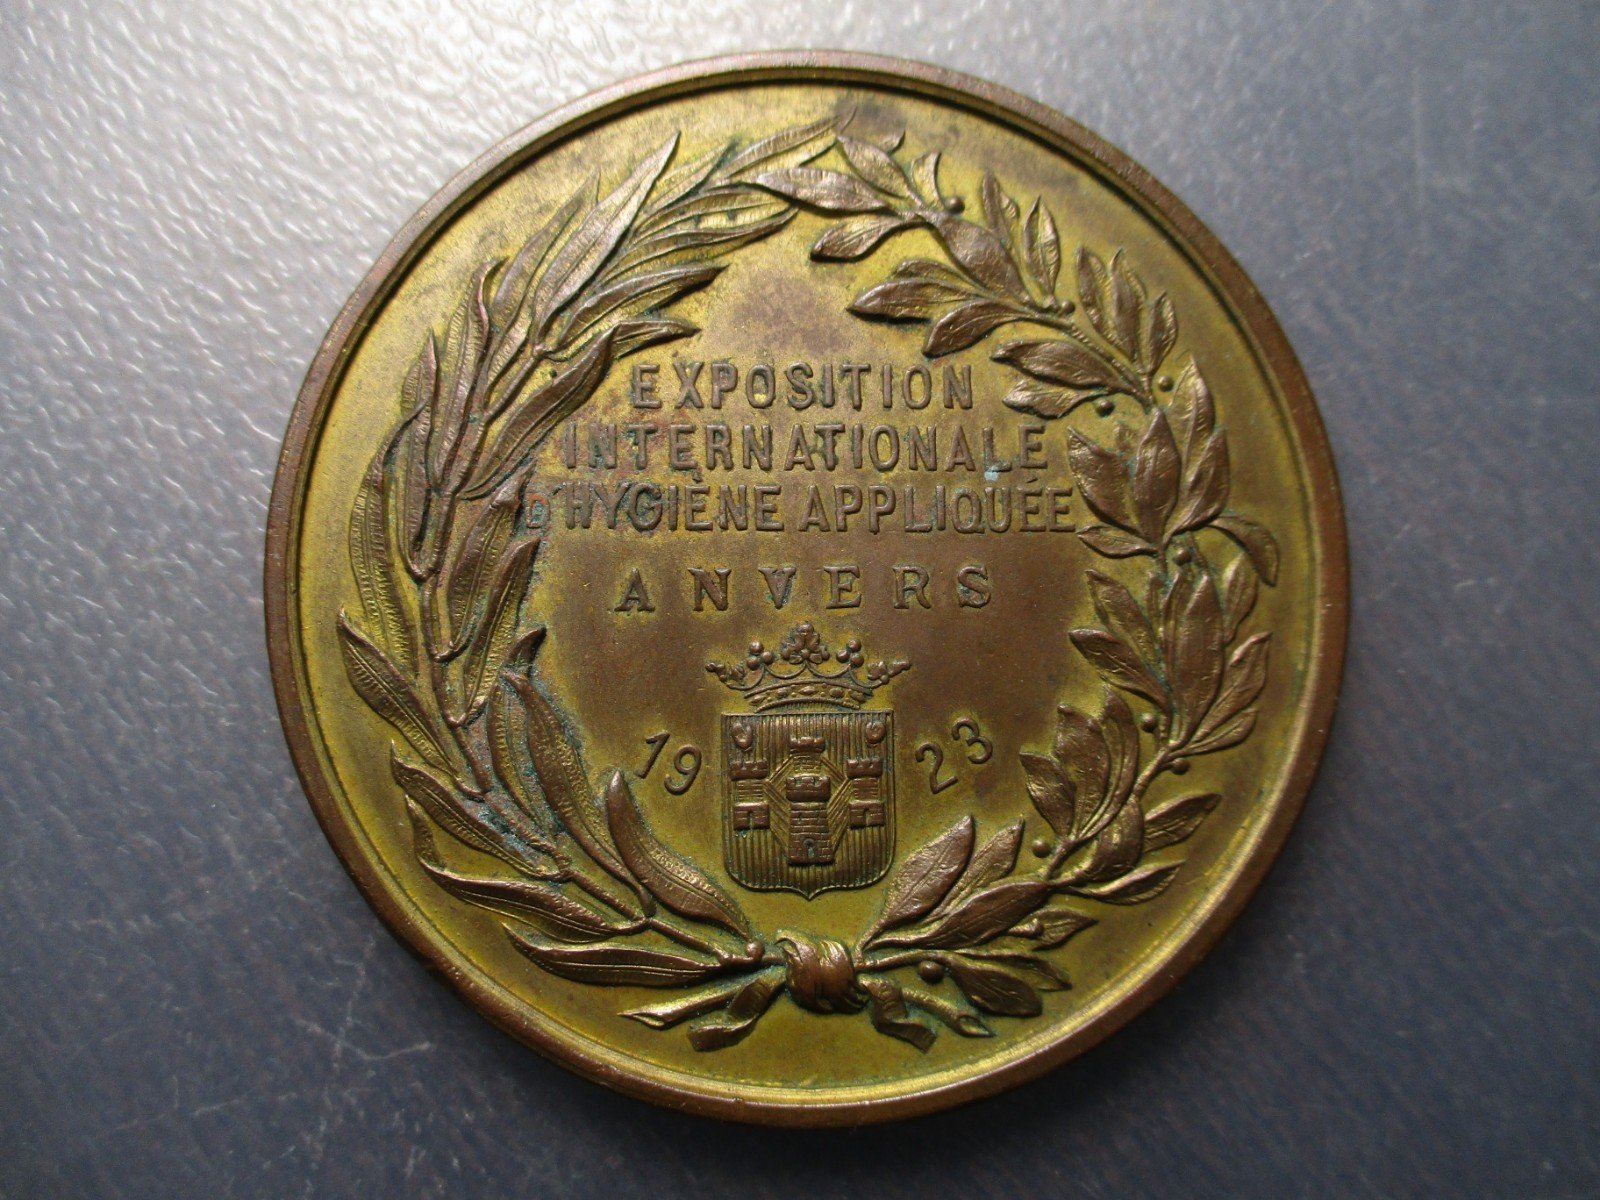 EXPOSITION
INTERNATIONALE
D'HYGIÈNE APPLIQUÉE
ANVERS
19 23